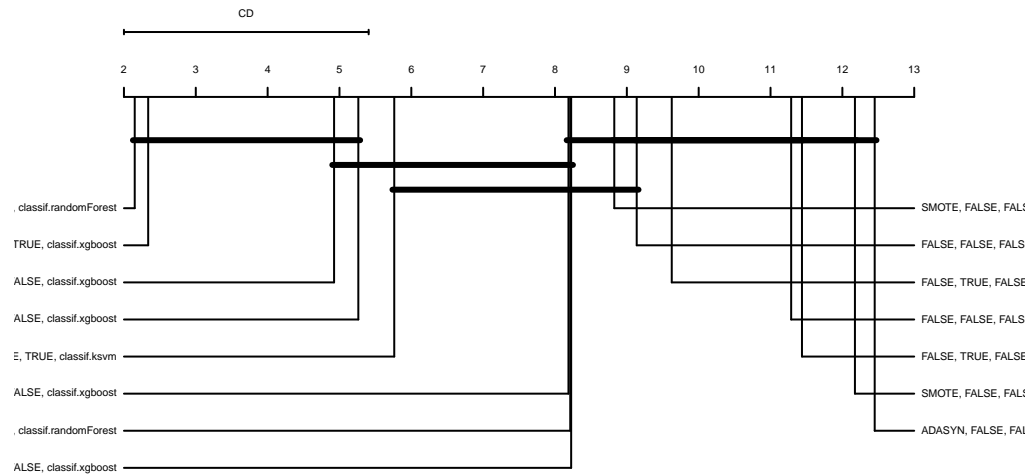 CD
2 3 4 5 6 7 8 9 10 11 12 13
, classif.randomForest
TRUE, classif.xgboost
ALSE, classif.xgboost
ALSE, classif.xgboost
E, TRUE, classif.ksvm
ALSE, classif.xgboost
, classif.randomForest
ALSE, classif.xgboost
SMOTE, FALSE, FALS
FALSE, FALSE, FALS
FALSE, TRUE, FALSE
FALSE, FALSE, FALS
FALSE, TRUE, FALSE
SMOTE, FALSE, FALS
ADASYN, FALSE, FAL